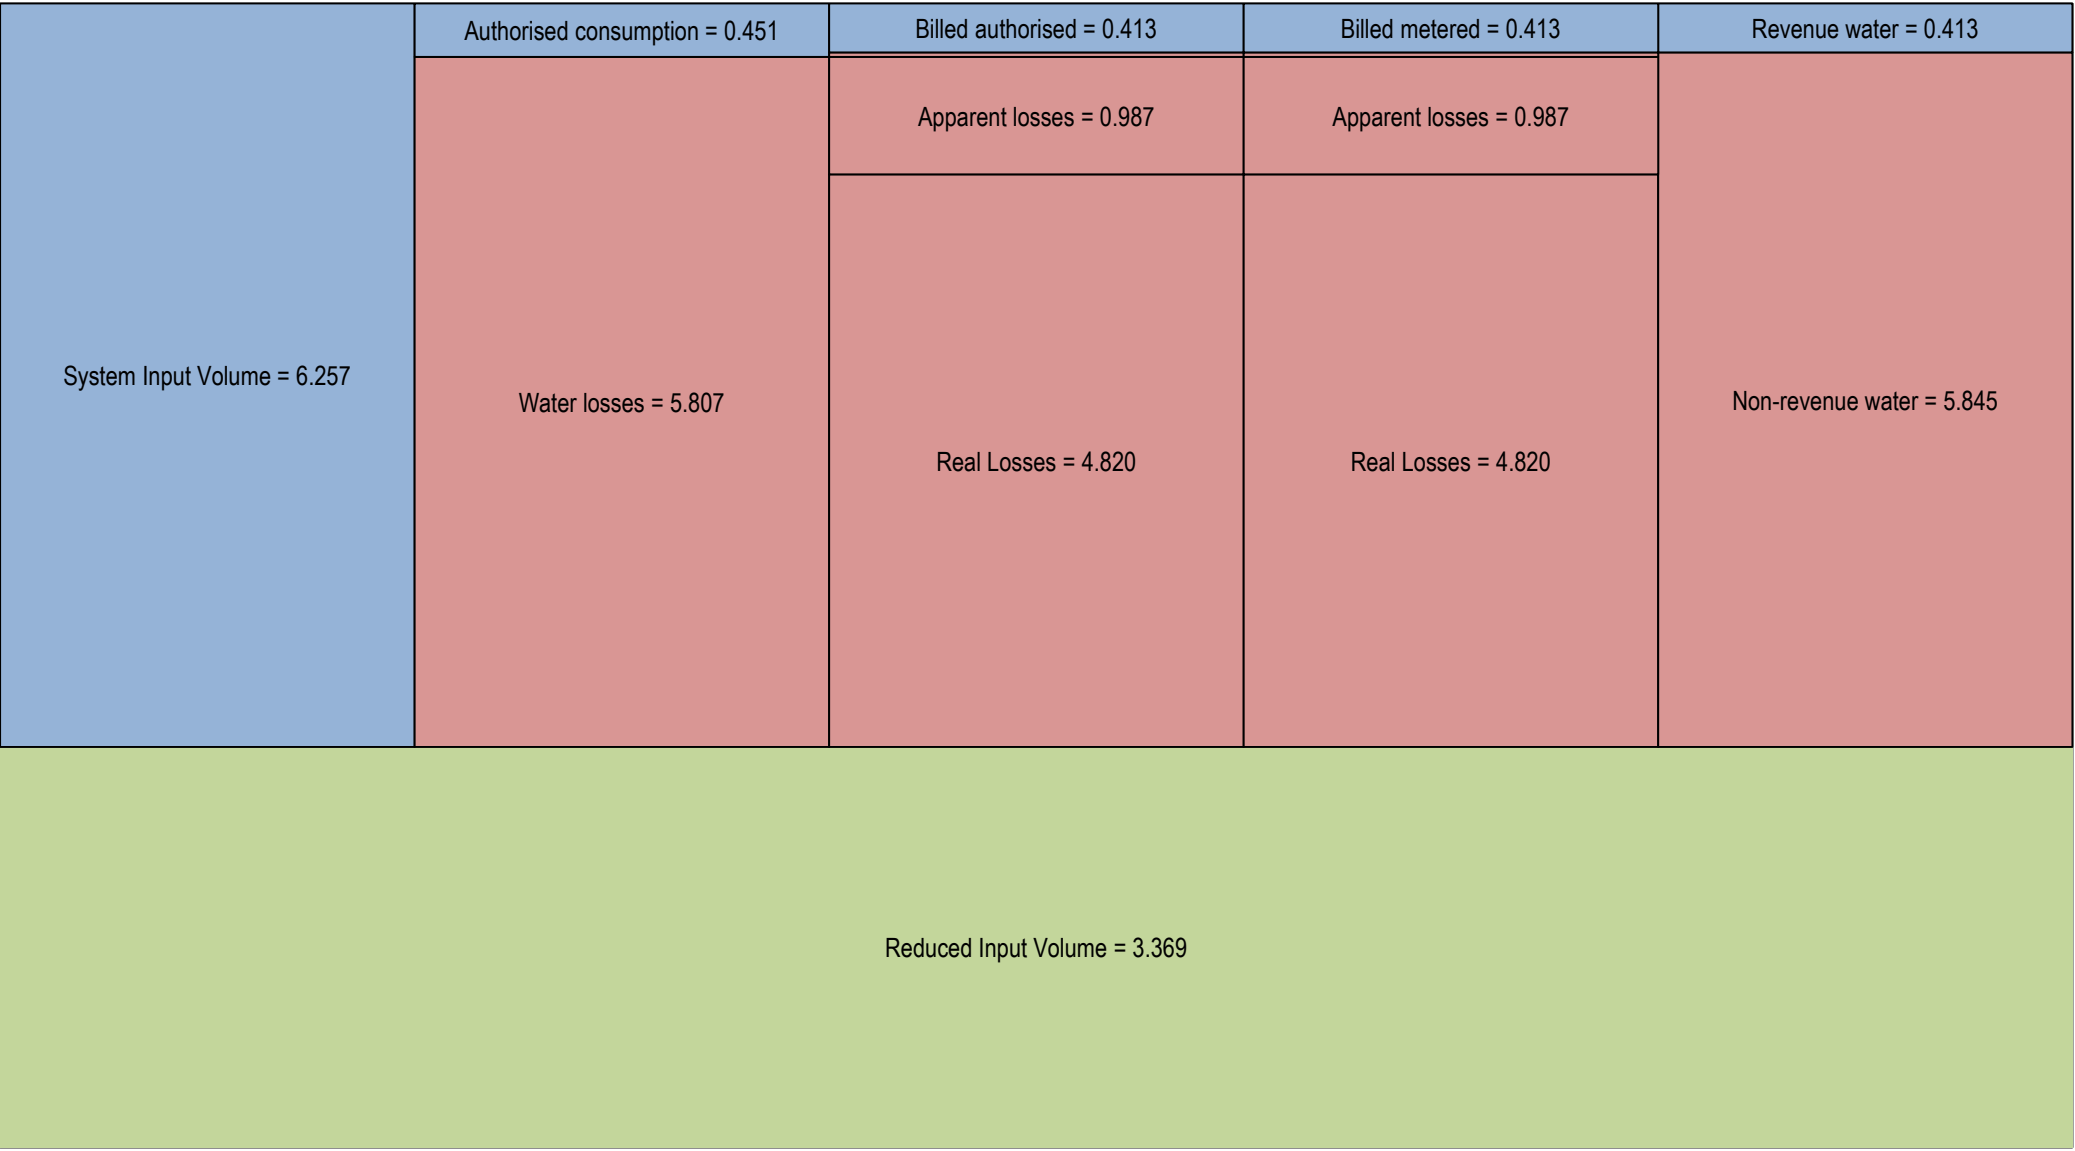 Authorised consumption = 0.451
Billed authorised = 0.413
Billed metered = 0.413
Revenue water = 0.413
Apparent losses = 0.987
Apparent losses = 0.987
System Input Volume = 6.257
Water losses = 5.807
Non-revenue water = 5.845
Real Losses = 4.820
Real Losses = 4.820
Reduced Input Volume = 3.369